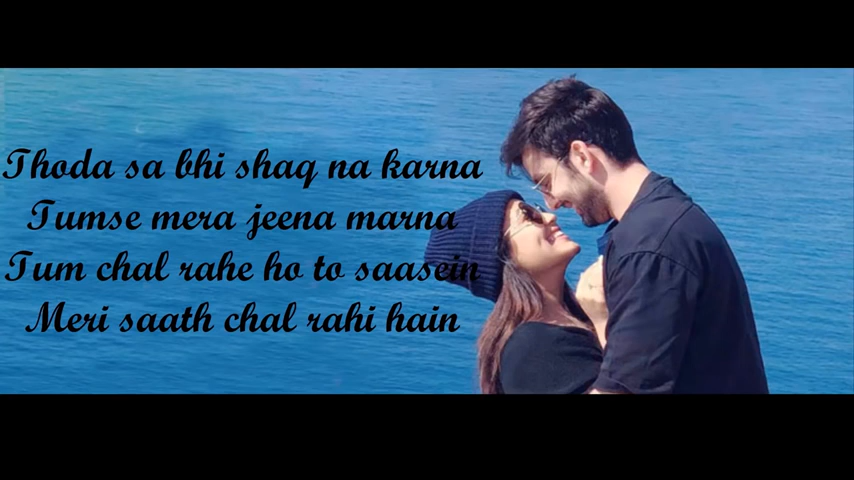 Thoda sa bhi shaq na karna
Tumse mera jeena marna
Tum chal rahe ho to saasein
Meri saath chal rahi hain